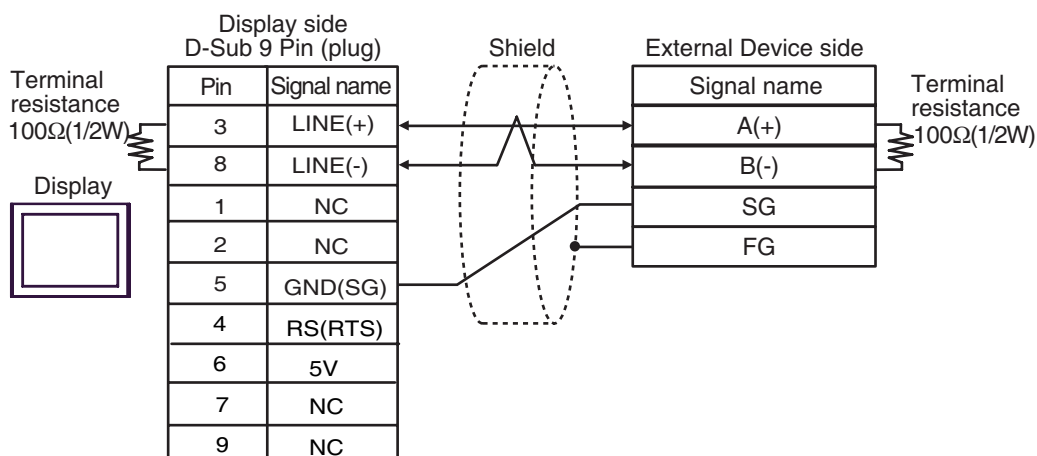 Display side
D-Sub 9 Pin (plug)
Shield
External Device side
Terminal
resistance
100Ω(1/2W)
Pin
Signal name
Signal name
Terminal
resistance
100Ω(1/2W)
3
LINE(+)
A(+)
8
LINE(-)
B(-)
Display
1
NC
SG
2
NC
FG
5
GND(SG)
4
RS(RTS)
6
5V
7
NC
9
NC